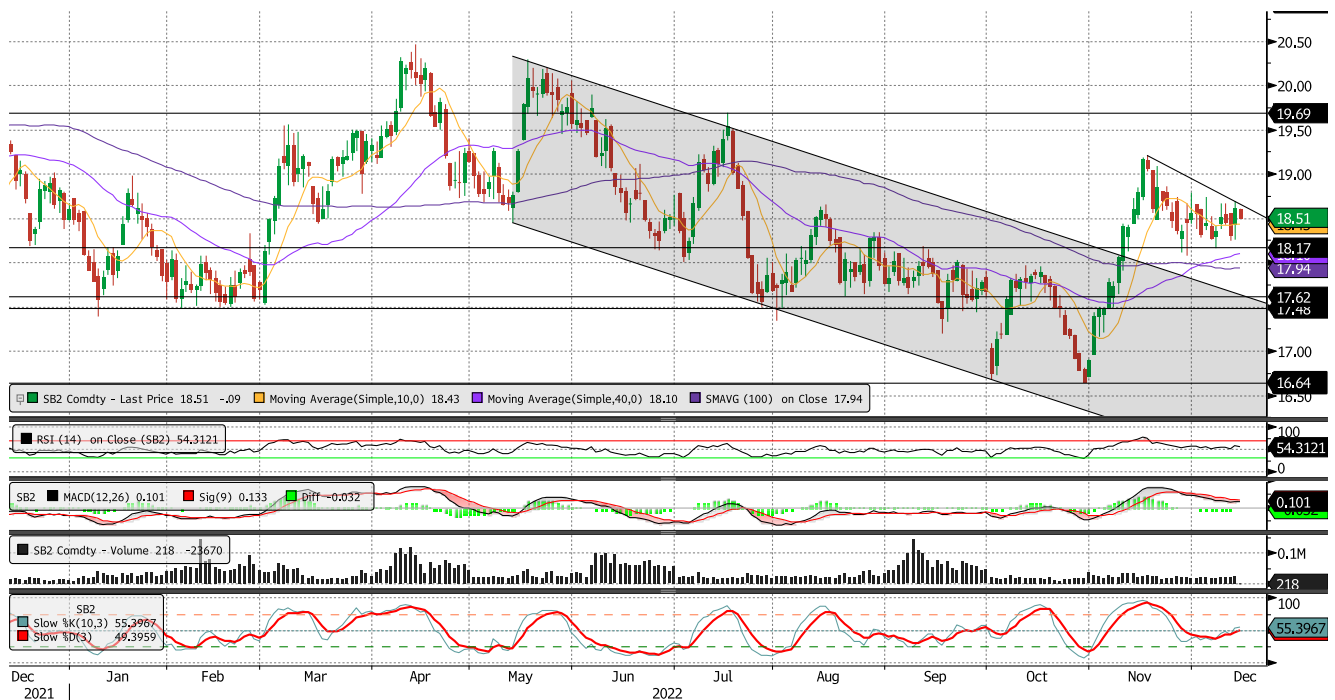 20.50
20.00
19.69
19.50
19.00
18.51
18.17
17.94
17.62
17.48
17.00
16.64
16.50
SB2 Comdty - Last Price 18.51 -.09 Moving Average(Simple,10,0) 18.43 Moving Average(Simple,40,0) 18.10 SMAVG (100) on Close 17.94
100
RSI (14) on Close (SB2) 54.3121
54.3121
0
SB2 MACD(12,26) 0.101 Sig(9) 0.133 Diff -0.032
0.101
SB2 Comdty - Volume 218 -23670
0.1M
218
SB2
100
Slow %K(10,3) 55.3967
55.3967
Slow %D(3) 49.3959
Dec Jan Feb Mar Apr May Jun Jul Aug Sep Oct Nov Dec
2021 2022